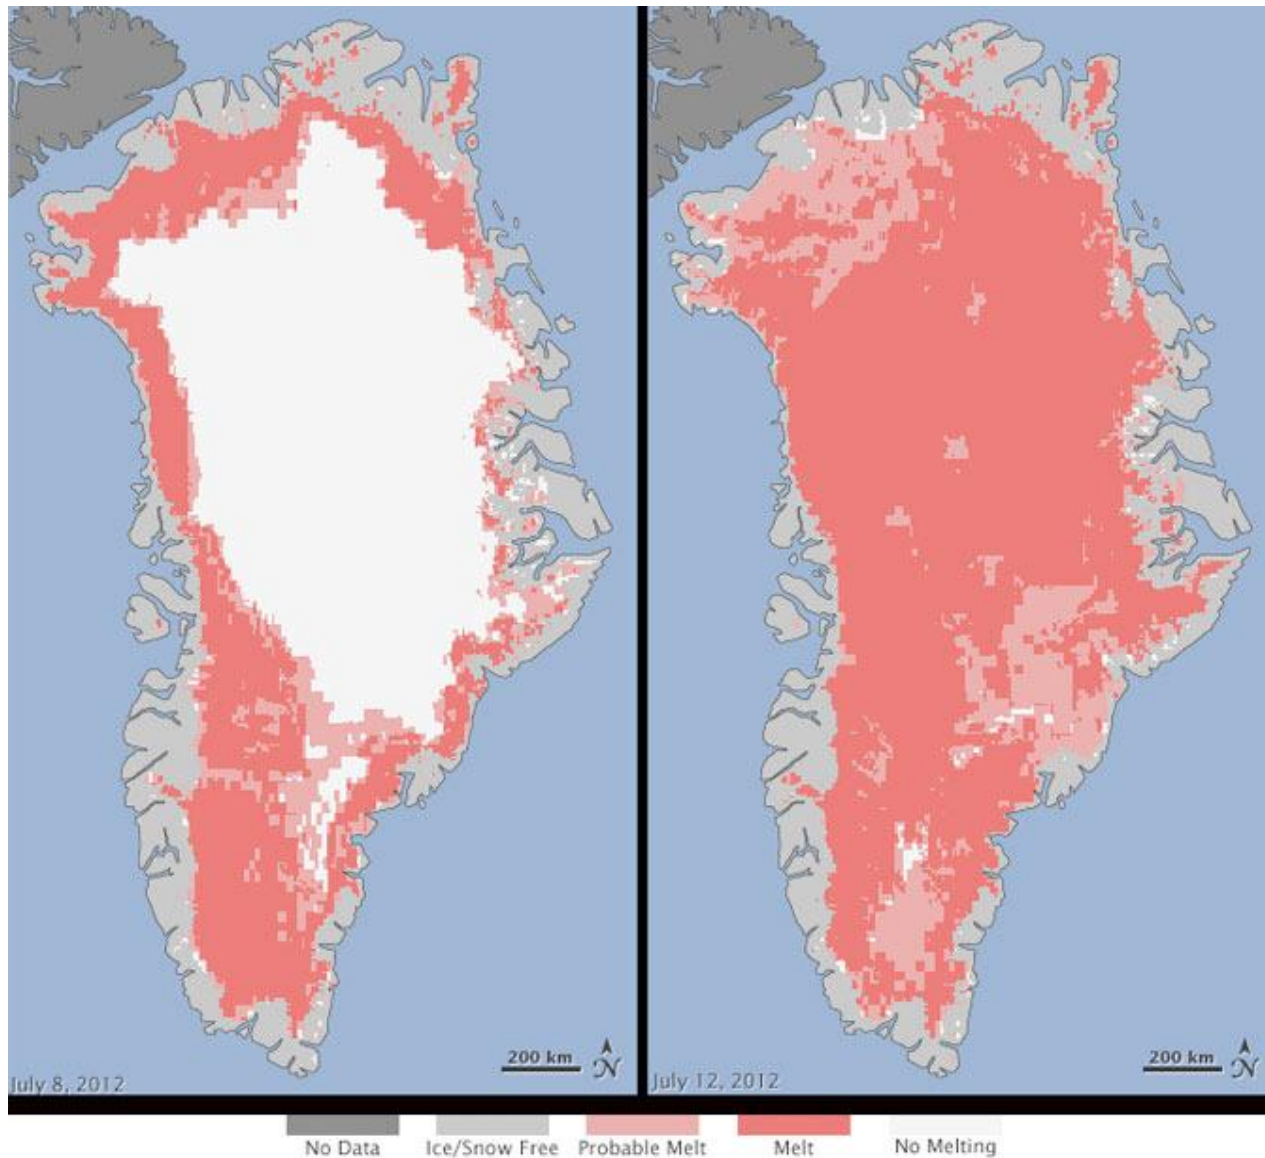 200 km
N
July 8, 2012
200 km
N
July 12, 2012
No Data
Ice/Snow Free
Probable Melt
Melt
No Melting